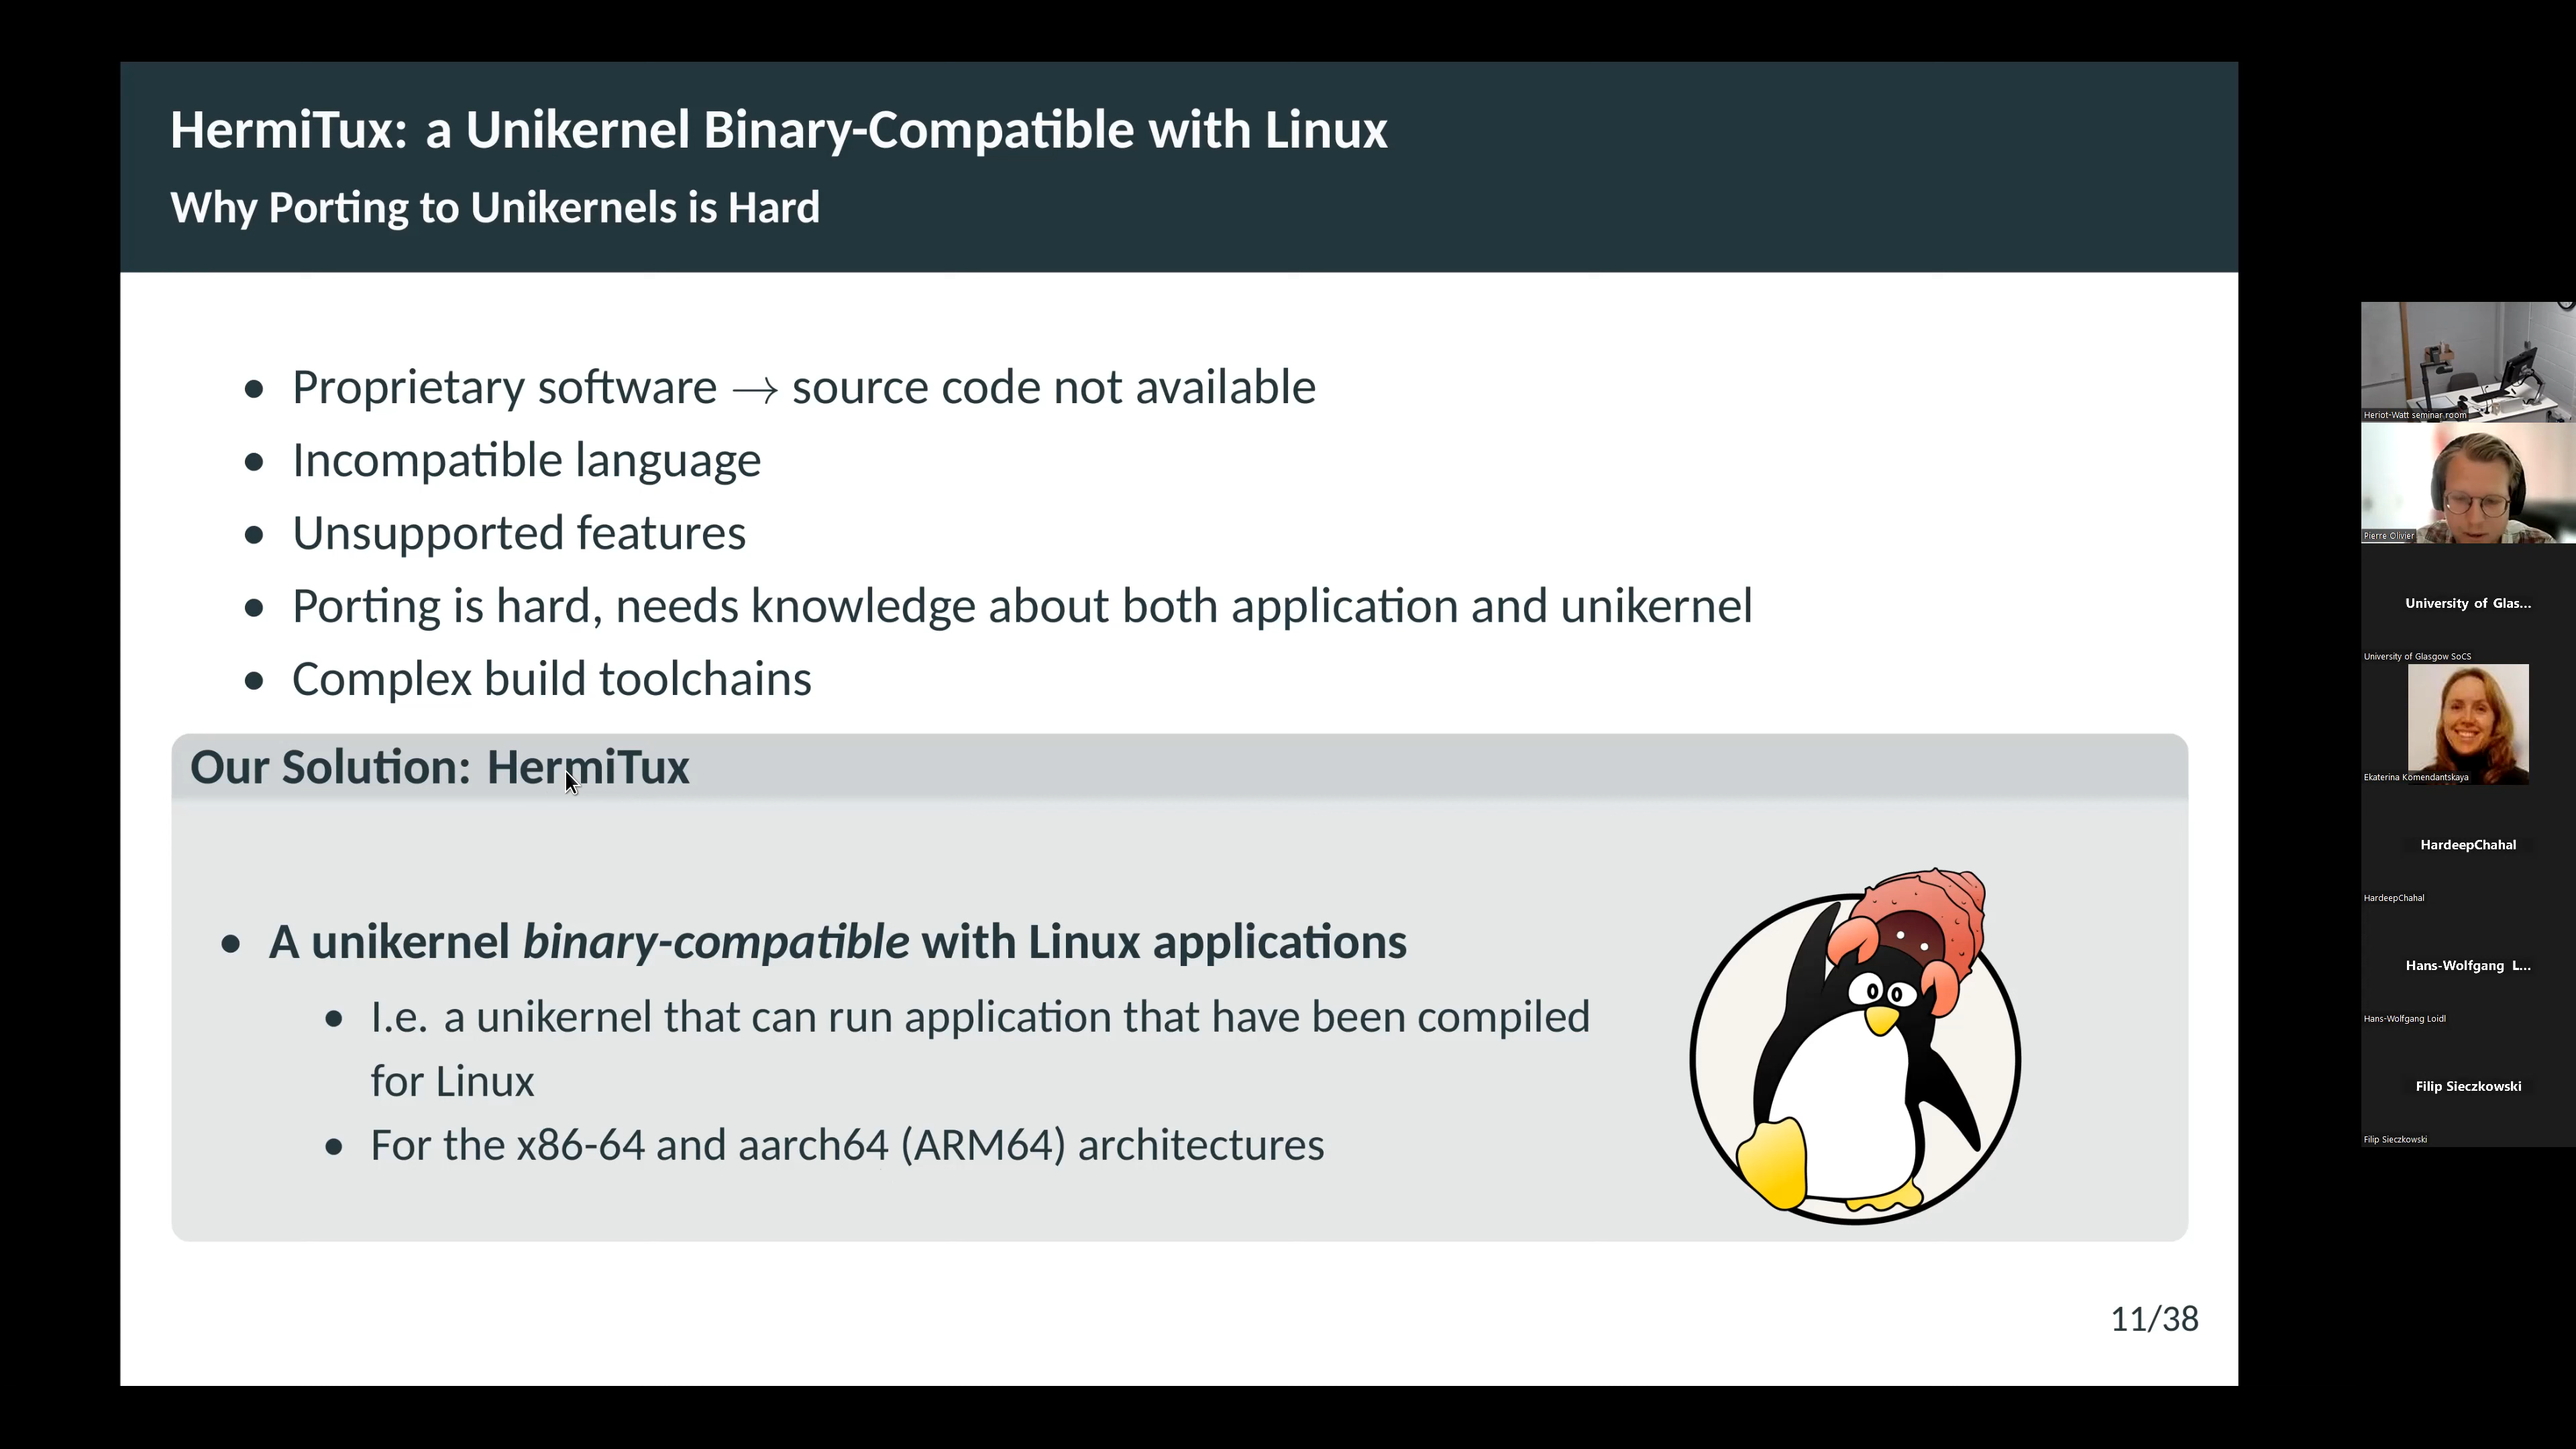 HermiTux: a Unikernel Binary-Compatible with Linux
Why Porting to Unikernels is Hard
• Proprietary software → source code not available
• Incompatible language
• Unsupported features
• Porting is hard, needs knowledge about both application and unikernel
• Complex build toolchains
Our Solution: HermiTux
• A unikernel binary-compatible with Linux applications
• I.e. a unikernel that can run application that have been compiled
for Linux
• For the x86-64 and aarch64 (ARM64) architectures
11/38
Heriot-Watt seminar room
Pierre Olivier
University of Glas...
University of Glasgow SoCS
Ekaterina Komendantskaya
HardeepChahal
HardeepChahal
Hans-Wolfgang L...
Hans-Wolfgang Loidl
Filip Sieczkowski
Filip Sieczkowski